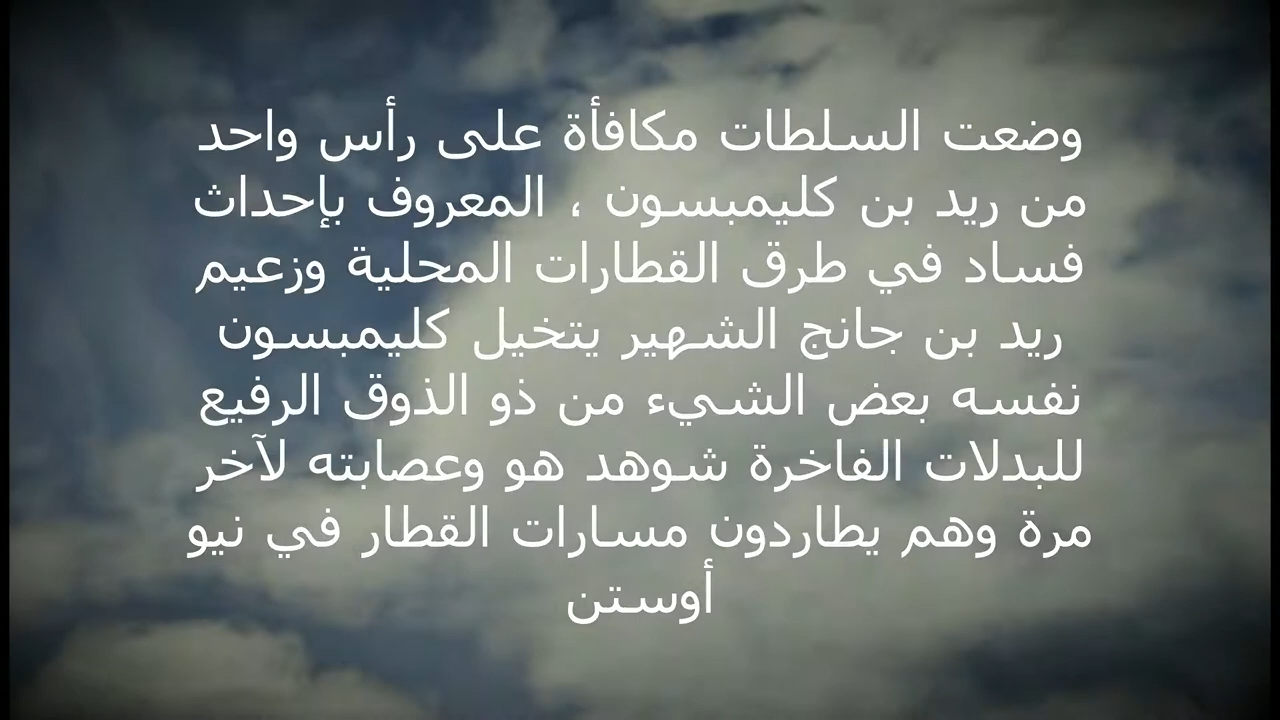 وضعت السلطات مكافأة على رأس واحد
من ريد بن كليمبسون ، المعروف بإحداث
فساد في طرق القطارات المحلية وزعيم
ريد بن جانج الشهير يتخيل كليمبسون
نفسه بعض الشيء من ذو الذوق الرفيع
للبدلات الفاخرة شوهد هو وعصابته لآخر
مرة وهم يطاردون مسارات القطار في نيو
أوستن